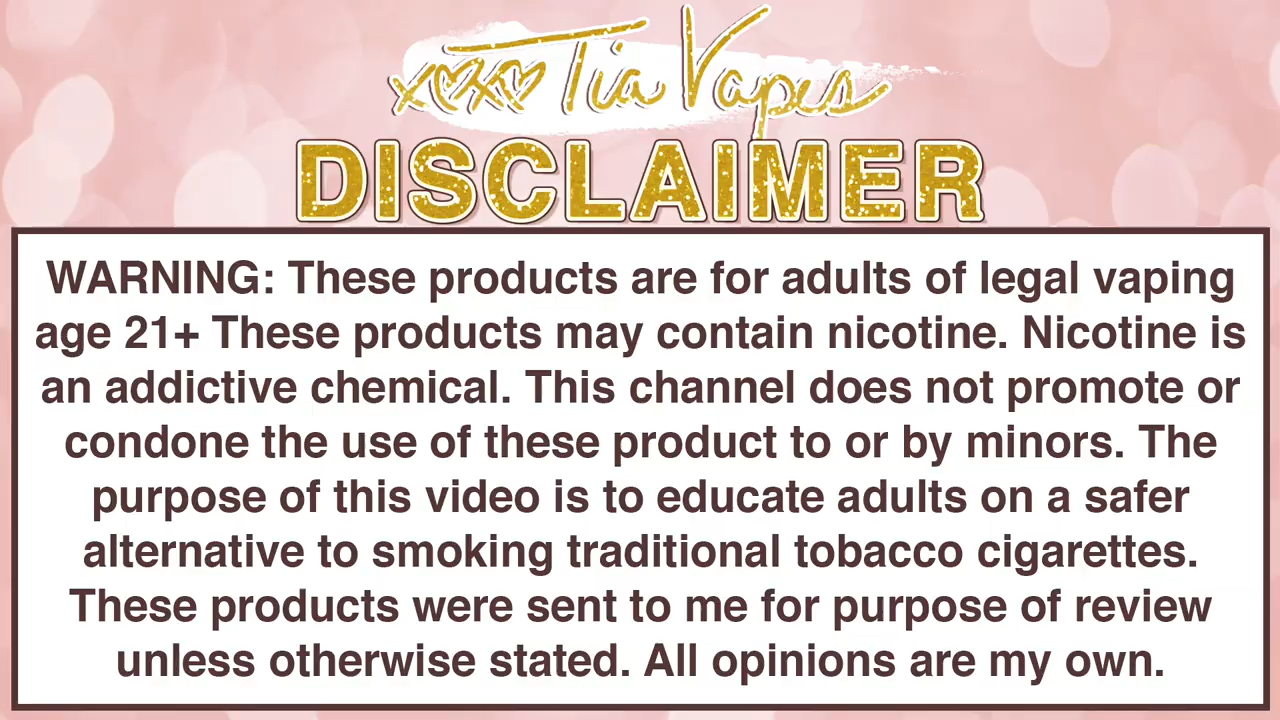 xoxo Tia Vapes
DISCLAIMER
WARNING: These products are for adults of legal vaping
age 21+ These products may contain nicotine. Nicotine is
an addictive chemical. This channel does not promote or
condone the use of these product to or by minors. The
purpose of this video is to educate adults on a safer
alternative to smoking traditional tobacco cigarettes.
These products were sent to me for purpose of review
unless otherwise stated. All opinions are my own.